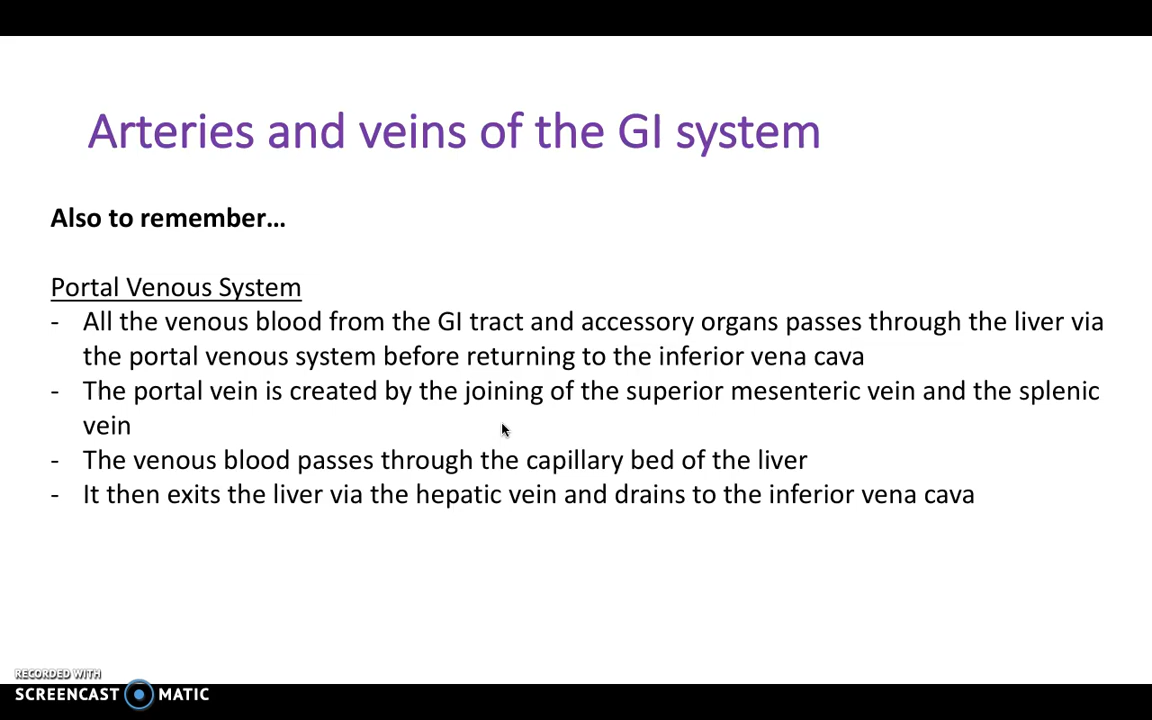 Arteries and veins of the GI system
Also to remember...
Portal Venous System
- All the venous blood from the GI tract and accessory organs passes through the liver via
the portal venous system before returning to the inferior vena cava
- The portal vein is created by the joining of the superior mesenteric vein and the splenic
vein
- The venous blood passes through the capillary bed of the liver
- It then exits the liver via the hepatic vein and drains to the inferior vena cava
RECORDED WITH
SCREENCAST MATIC